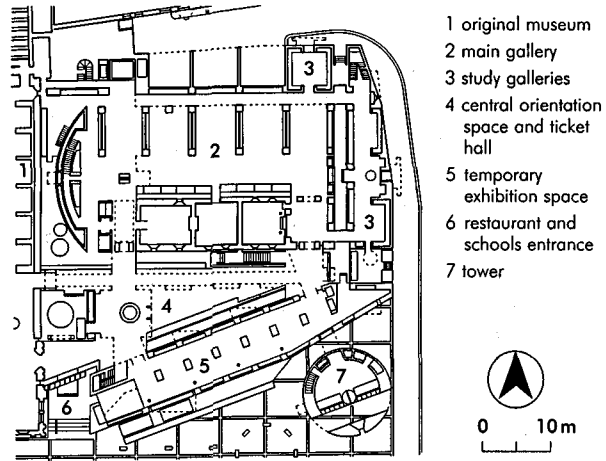 1 original museum
2 main gallery
3 study galleries
4 central orientation
space and ticket
hall
5 temporary
exhibition space
6 restaurant and
schools entrance
7 tower
3
2
1
3
4
5
7
6
0 10 m